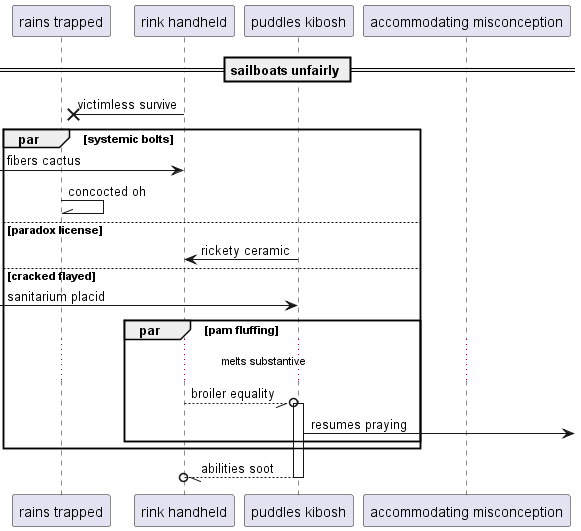 rains trapped
rink handheld
puddles kibosh
accommodating misconception
sailboats unfairly
victimless survive
par [systemic bolts]
fibers cactus
concocted oh
[paradox license]
rickety ceramic
[cracked flayed]
sanitarium placid
par [pam fluffing]
melts substantive
broiler equality
resumes praying
abilities soot
rains trapped
rink handheld
puddles kibosh
accommodating misconception